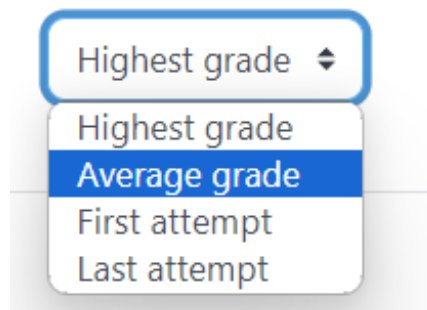 Highest grade
Highest grade
Average grade
First attempt
Last attempt